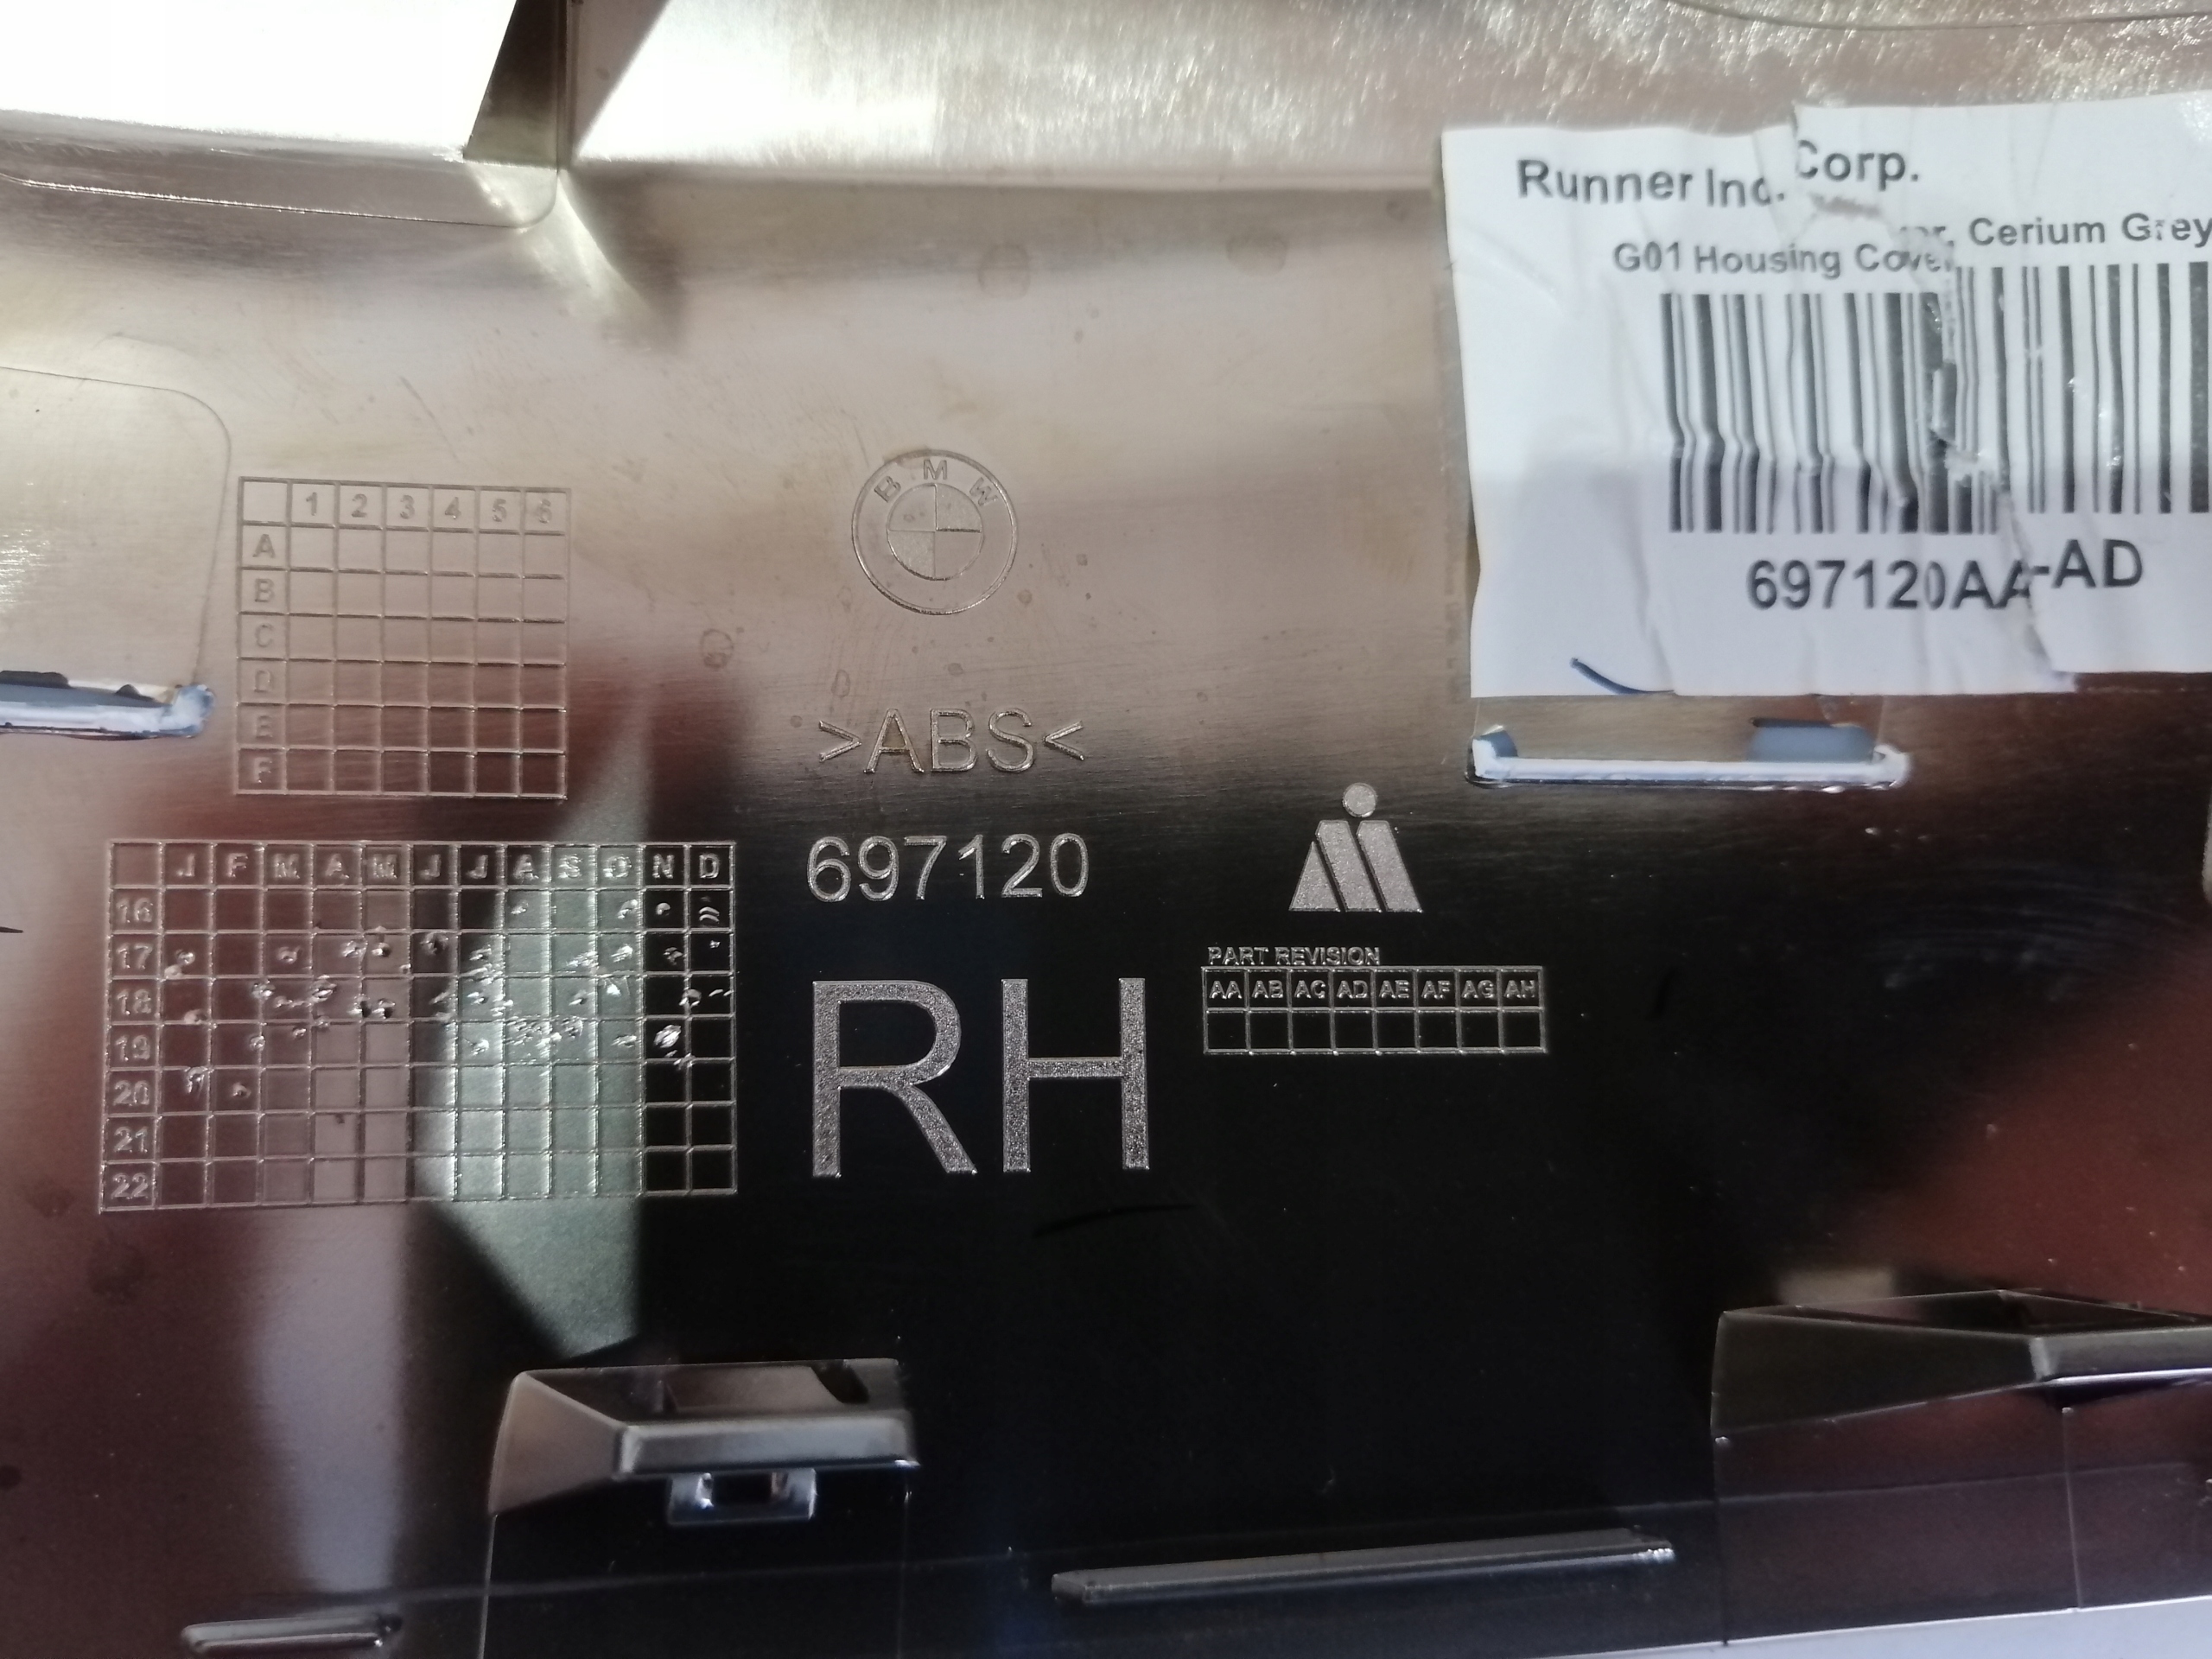 Runner Ind. Corp.
G01 Housing Cover, Cerium Grey
697120AA-AD
1 2 3 4 5 6
A
B
C
D
E
F
BMW
>ABS<
697120
RH
J F M A M J J A S O N D
16
17
18
19
20
21
22
PART REVISION
AA AB AC AD AE AF AG AH